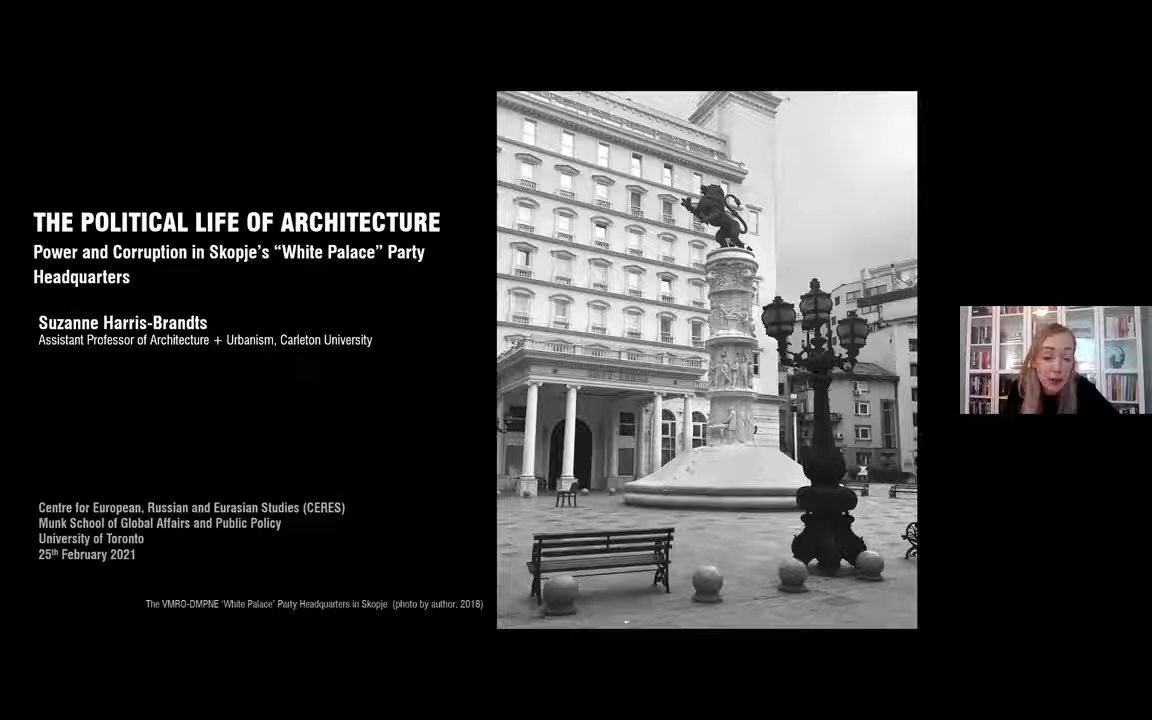 THE POLITICAL LIFE OF ARCHITECTURE
Power and Corruption in Skopje's “White Palace” Party
Headquarters
Suzanne Harris-Brandts
Assistant Professor of Architecture + Urbanism, Carleton University
Centre for European, Russian and Eurasian Studies (CERES)
Munk School of Global Affairs and Public Policy
University of Toronto
25th February 2021
The VMRO-DMPNE 'White Palace' Party Headquarters in Skopje (photo by author, 2018)